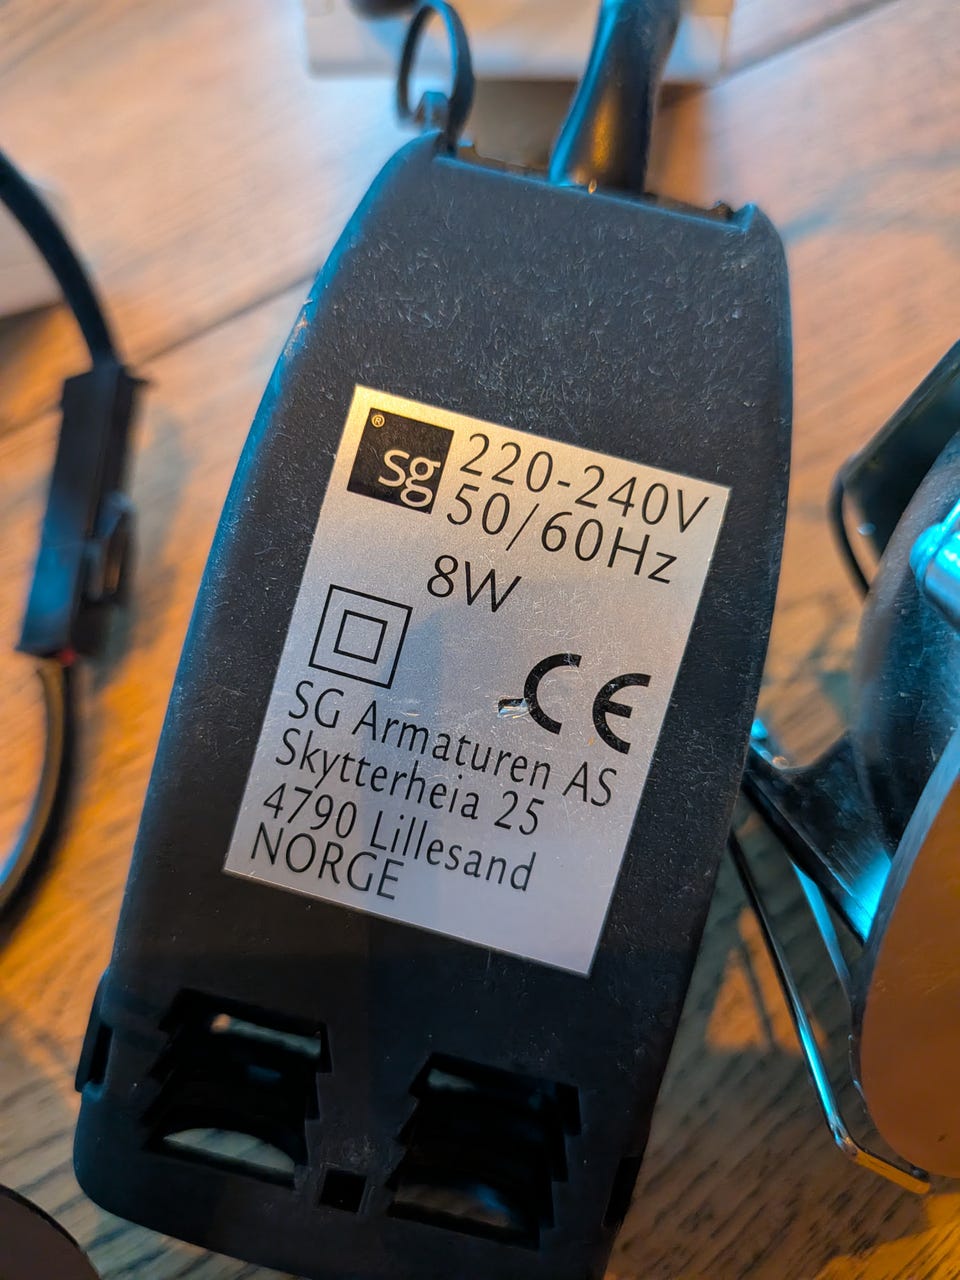 ® sg
220-240V
50/60Hz
8W
CE
SG Armaturen AS
Skytterheia 25
4790 Lillesand
NORGE